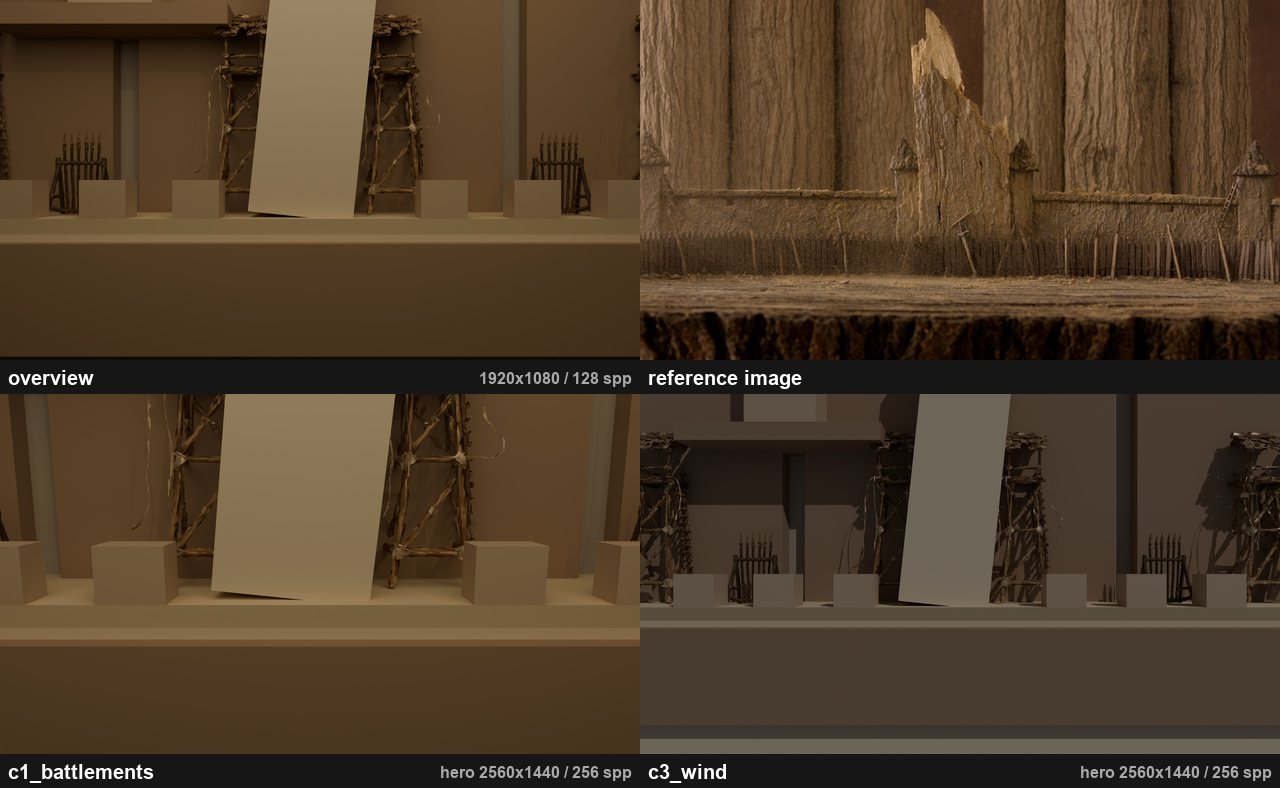 overview
1920x1080 / 128 spp
reference image
c1_battlements
hero 2560x1440 / 256 spp
c3_wind
hero 2560x1440 / 256 spp